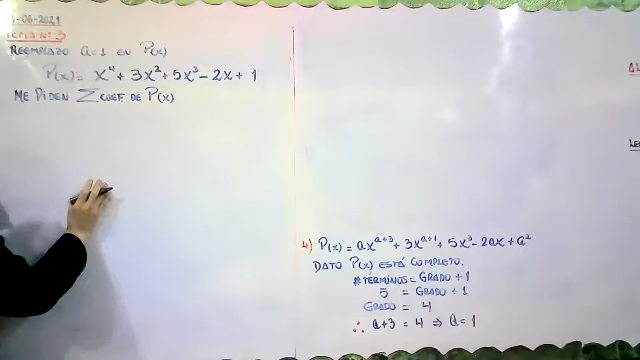 -06-2021
REEMPLAZO a=1 EN P(x)
P(x)= x⁴+3x²+5x³-2x+1
ME PIDEN ∑ COEF DE P(x)
4) P(x)= ax^(a+3)+3x^(a+1)+5x³-2ax+a²
DATO P(x) ESTÁ COMPLETO.
#TÉRMINOS= GRADO +1
5 = GRADO +1
GRADO = 4
∴ a+3 = 4 ⇒ a=1